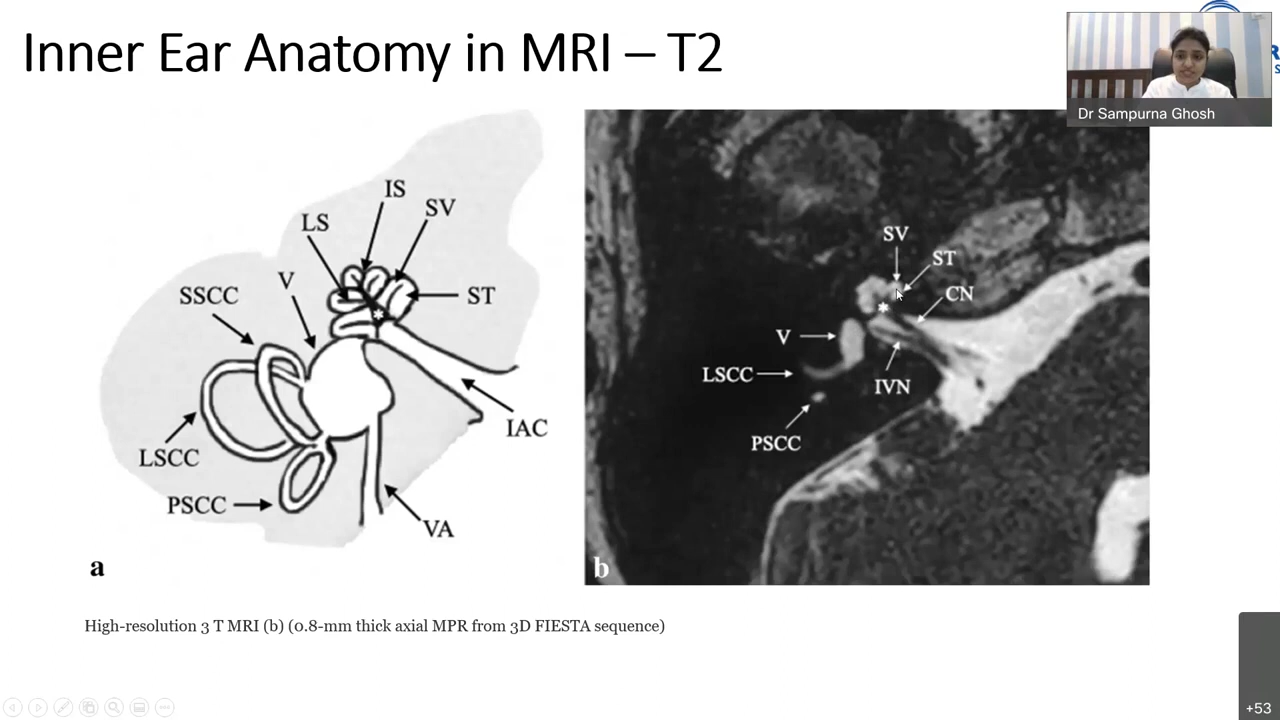 Inner Ear Anatomy in MRI – T2
R
S
Dr Sampurna Ghosh
IS
SV
LS
V
SSCC
ST
LSCC
IAC
PSCC
VA
a
SV
ST
CN
V
LSCC
IVN
PSCC
b
High-resolution 3 T MRI (b) (0.8-mm thick axial MPR from 3D FIESTA sequence)
+53